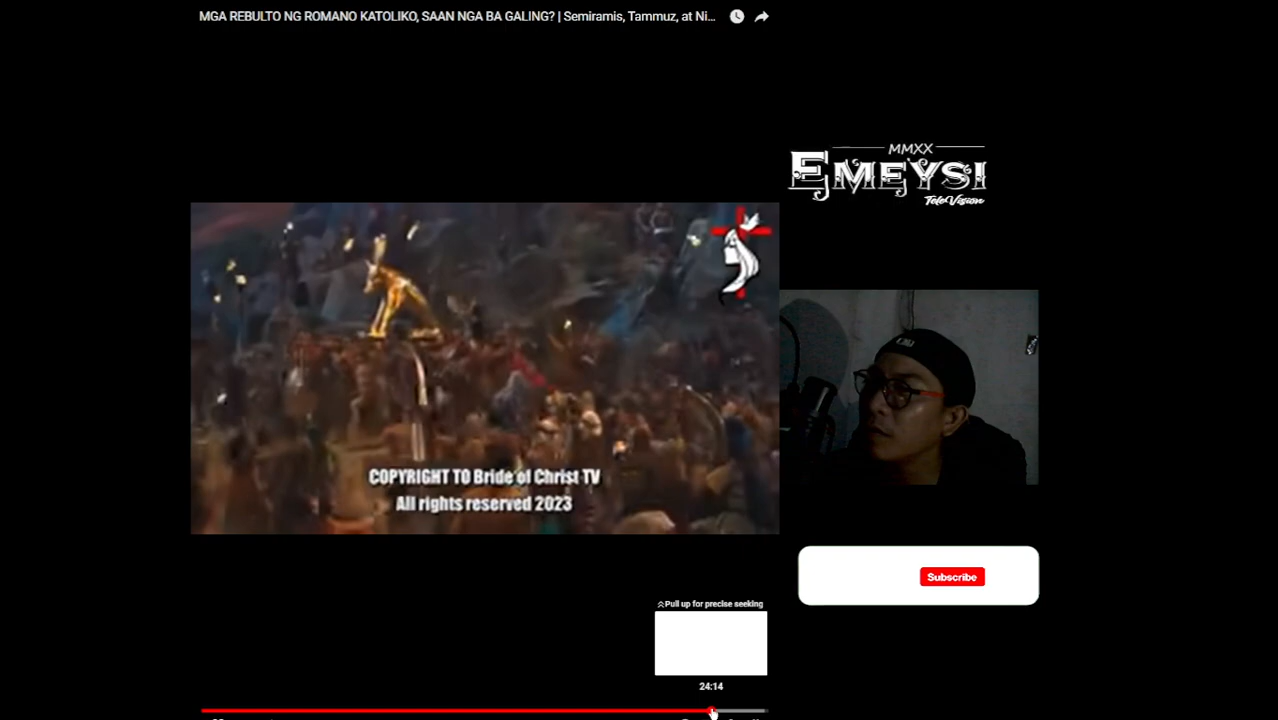 MGA REBULTO NG ROMANO KATOLIKO, SAAN NGA BA GALING? | Semiramis, Tammuz, at Ni...
MMXX
EMEYSI
TeleVision
COPYRIGHT TO Bride of Christ TV
All rights reserved 2023
Subscribe
Pull up for precise seeking
24:14